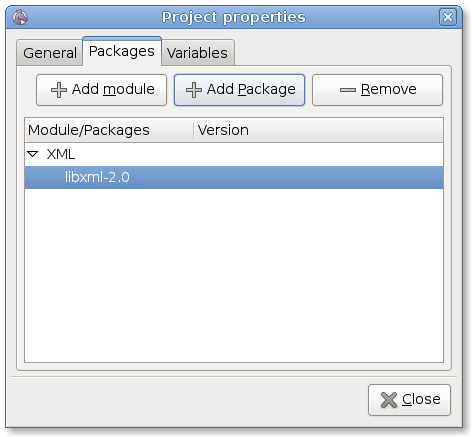 Project properties
General Packages Variables
Add module Add Package Remove
Module/Packages Version
XML
libxml-2.0
Close